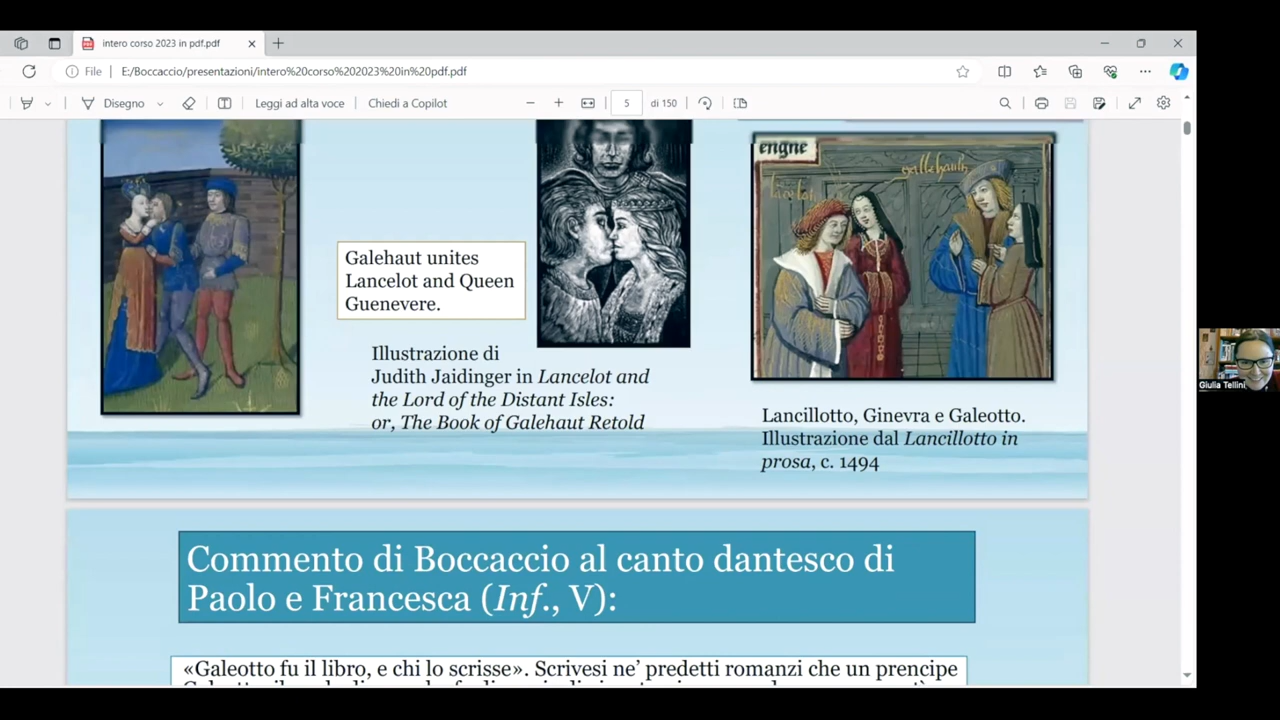 intero corso 2023 in pdf.pdf
File
E:/Boccaccio/presentazioni/intero%20corso%202023%20in%20pdf.pdf
Disegno
Leggi ad alta voce
Chiedi a Copilot
5
di 150
engne
Galehaut unites
Lancelot and Queen
Guenevere.
Illustrazione di
Judith Jaidinger in Lancelot and
the Lord of the Distant Isles:
or, The Book of Galehaut Retold
Lancillotto, Ginevra e Galeotto.
Illustrazione dal Lancillotto in
prosa, c. 1494
Giulia Tellini
Commento di Boccaccio al canto dantesco di
Paolo e Francesca (Inf., V):
«Galeotto fu il libro, e chi lo scrisse». Scrivesi ne' predetti romanzi che un prencipe